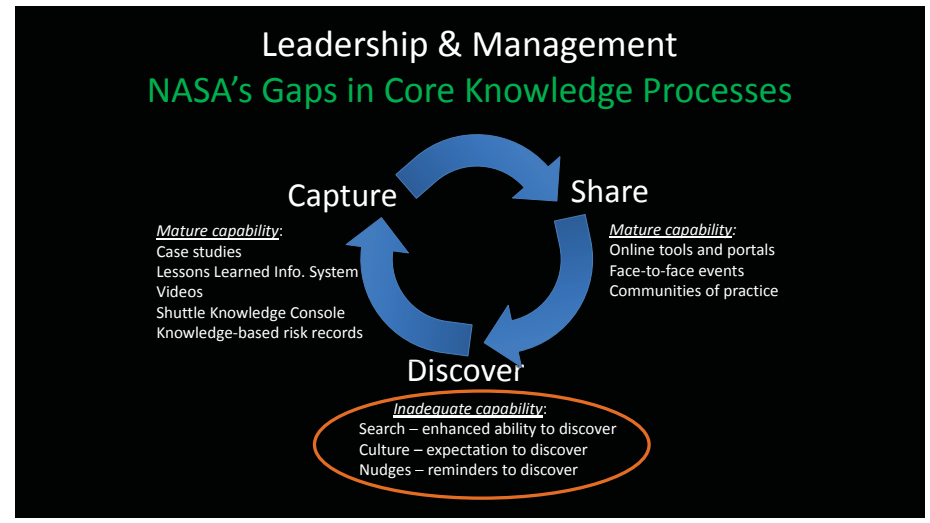 Leadership & Management
NASA's Gaps in Core Knowledge Processes
Capture
Mature capability:
Case studies
Lessons Learned Info. System
Videos
Shuttle Knowledge Console
Knowledge-based risk records
Share
Mature capability:
Online tools and portals
Face-to-face events
Communities of practice
Discover
Inadequate capability:
Search – enhanced ability to discover
Culture – expectation to discover
Nudges – reminders to discover